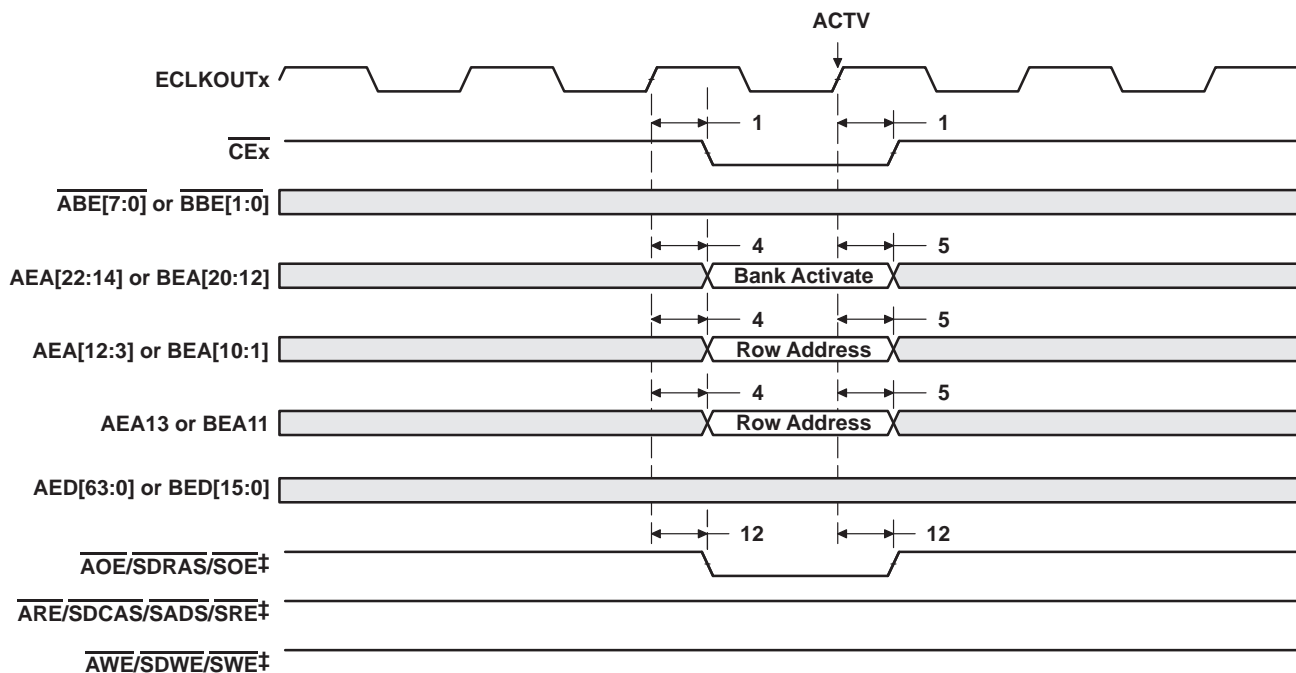 ACTV
ECLKOUTx
1 1
CEx
ABE[7:0] or BBE[1:0]
4 5
AEA[22:14] or BEA[20:12] Bank Activate
4 5
AEA[12:3] or BEA[10:1] Row Address
4 5
AEA13 or BEA11 Row Address
AED[63:0] or BED[15:0]
12 12
AOE/SDRAS/SOE‡
ARE/SDCAS/SADS/SRE‡
AWE/SDWE/SWE‡